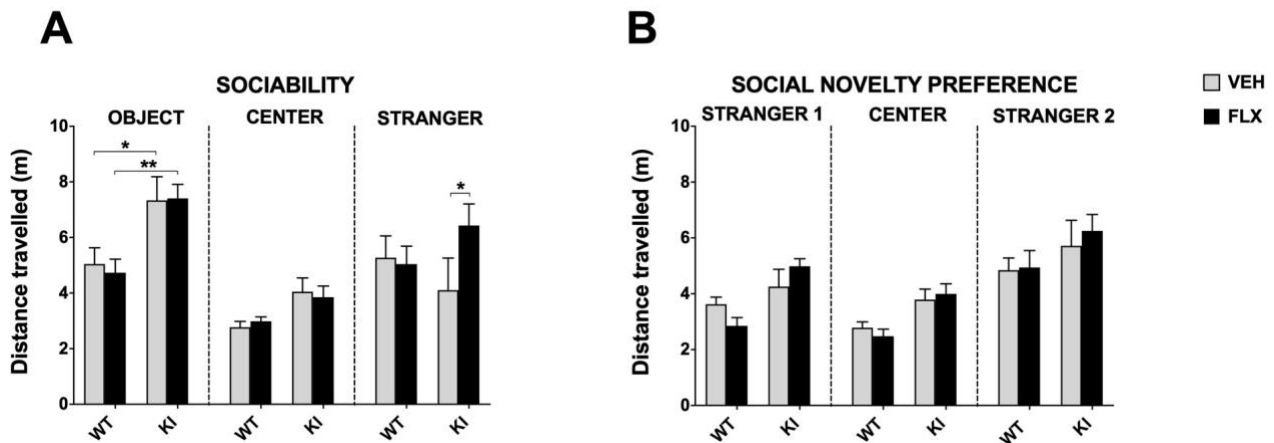 A
SOCIABILITY
OBJECT CENTER STRANGER
Distance travelled (m)
10
8
6
4
2
0
*
**
*
WT KI WT KI WT KI
B
SOCIAL NOVELTY PREFERENCE
STRANGER 1 CENTER STRANGER 2
Distance travelled (m)
10
8
6
4
2
0
WT KI WT KI WT KI
VEH
FLX